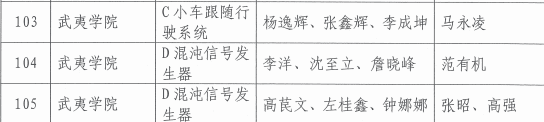 103 武夷学院 C小车跟随行驶系统 杨逸辉、张鑫辉、李成坤 马永凌
104 武夷学院 D混沌信号发生器 李洋、沈至立、詹晓峰 范有机
105 武夷学院 D混沌信号发生器 高芪文、左桂鑫、钟娜娜 张昭、高强